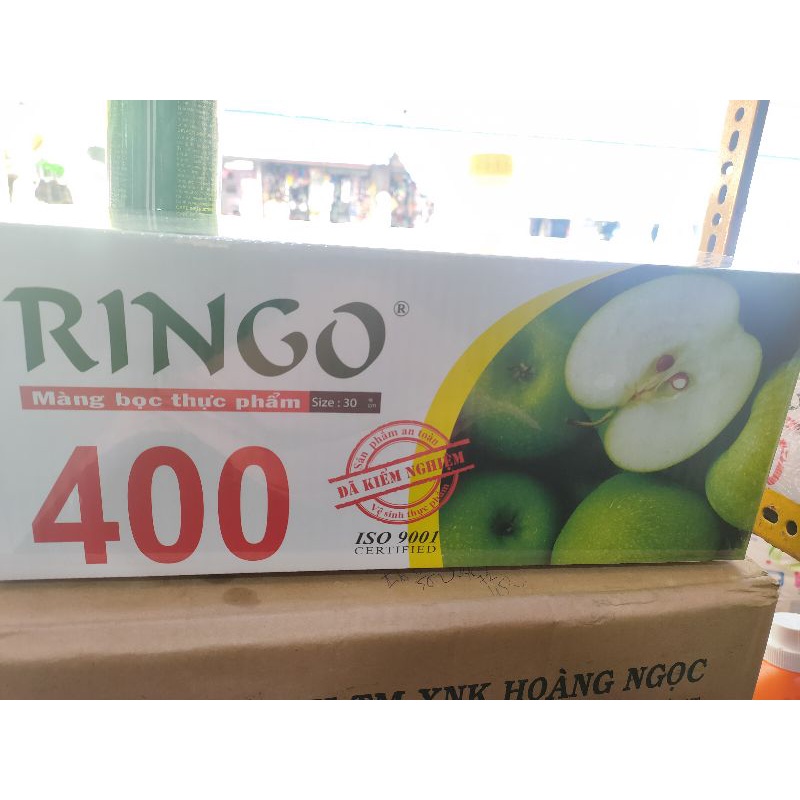 RINGO®
Màng bọc thực phẩm Size : 30 cm
400
Sản phẩm an toàn
ĐÃ KIỂM NGHIỆM
Vệ sinh thực phẩm
ISO 9001
CERTIFIED
TM XNK HOÀNG NGỌC